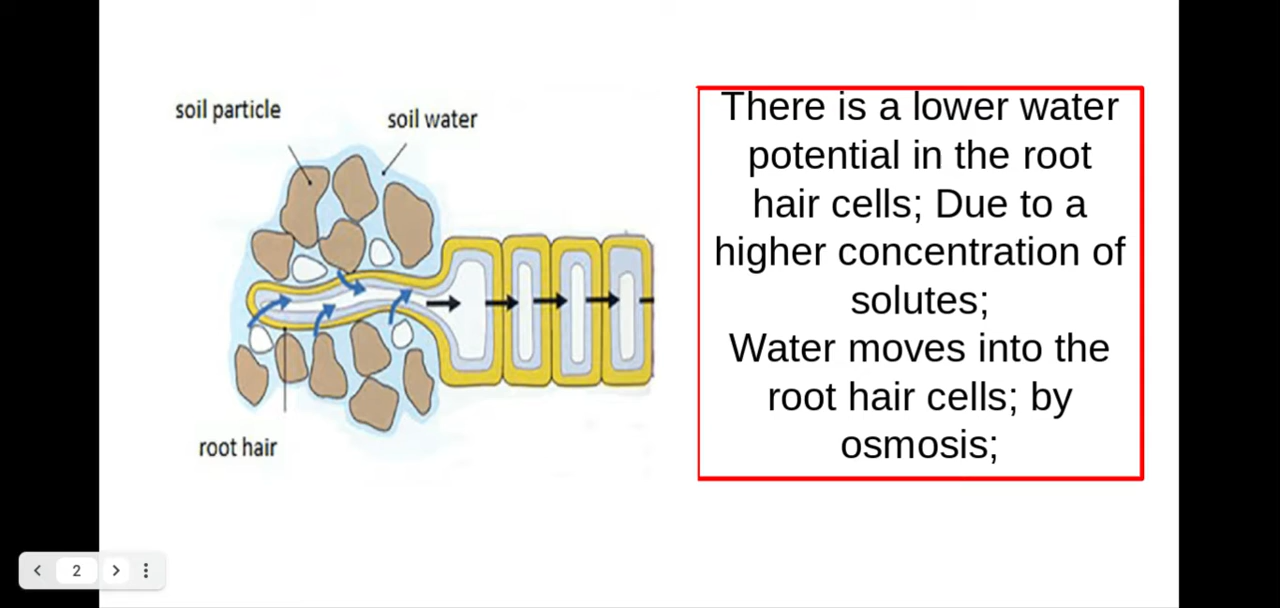 soil particle
soil water
root hair
There is a lower water
potential in the root
hair cells; Due to a
higher concentration of
solutes;
Water moves into the
root hair cells; by
osmosis;
2